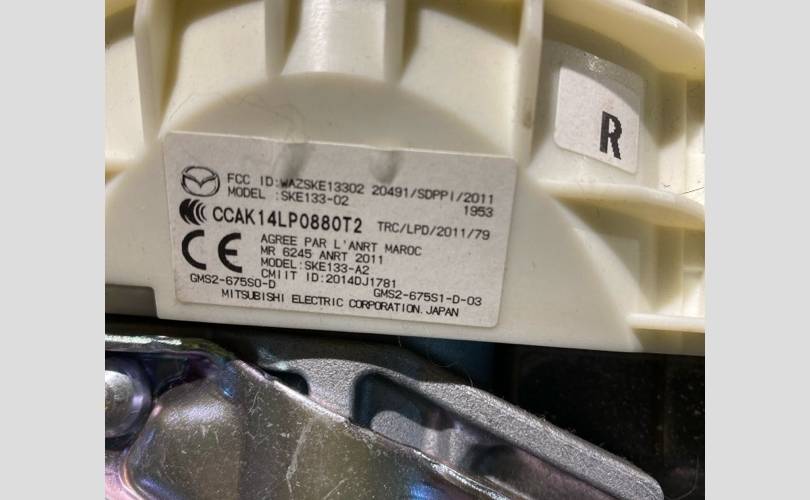 FCC ID:WAZSKE13302 20491/SDPPI/2011
MODEL :SKE133-02 1953
CCAK14LP0880T2 TRC/LPD/2011/79
AGREE PAR L'ANRT MAROC
MR 6245 ANRT 2011
MODEL:SKE133-A2
CMIIT ID:2014DJ1781
GMS2-675S0-D GMS2-675S1-D-03
MITSUBISHI ELECTRIC CORPORATION.JAPAN
CE
R